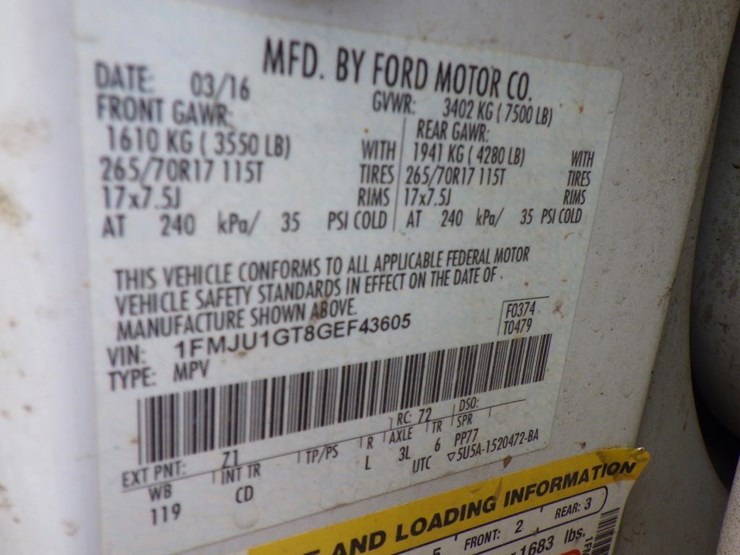 MFD. BY FORD MOTOR CO.
DATE: 03/16 GVWR: 3402 KG ( 7500 LB)
FRONT GAWR: REAR GAWR:
1610 KG ( 3550 LB) WITH 1941 KG ( 4280 LB) WITH
265/70R17 115T TIRES 265/70R17 115T TIRES
17x7.5J RIMS 17x7.5J RIMS
AT 240 kPa/ 35 PSI COLD AT 240 kPa/ 35 PSI COLD
THIS VEHICLE CONFORMS TO ALL APPLICABLE FEDERAL MOTOR
VEHICLE SAFETY STANDARDS IN EFFECT ON THE DATE OF
MANUFACTURE SHOWN ABOVE.
VIN: 1FMJU1GT8GEF43605 F0374
TYPE: MPV T0479
EXT PNT: Z1 RC: 72 DSO:
WB INT TR TP/PS R AXLE TR SPR
119 CD L 3L 6 PP77
UTC ▽5U5A-1520472-BA
AND LOADING INFORMATION
FRONT: 2 REAR: 3
1683 lbs.